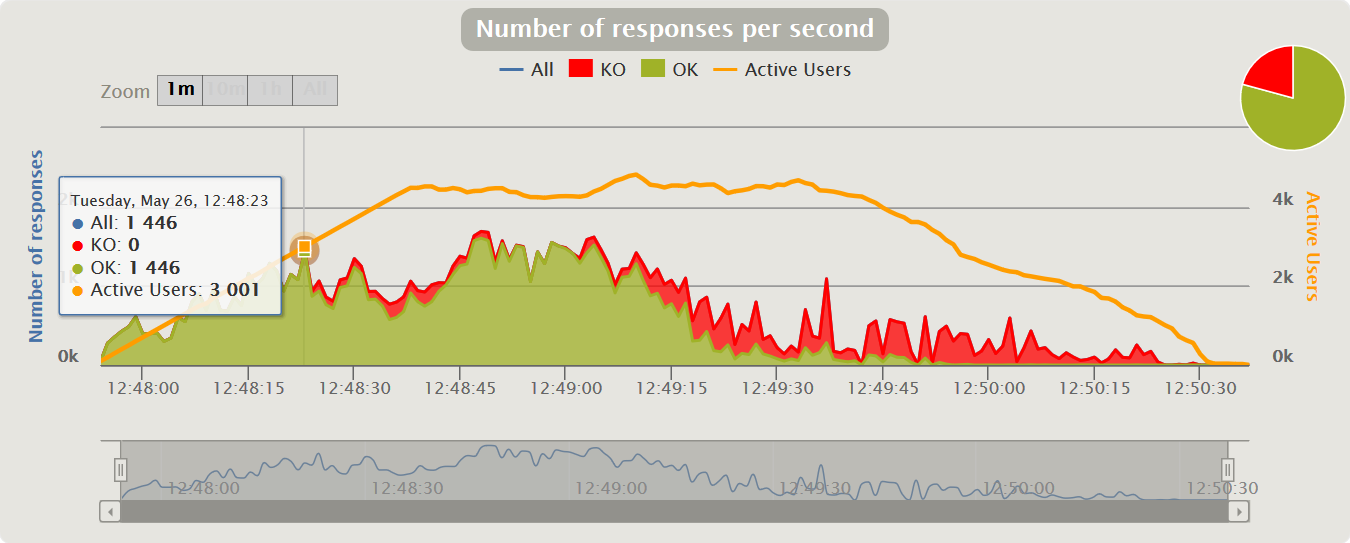 Number of responses per second
All KO OK Active Users
Zoom 1m 10m 1h All
Number of responses
2k
1k
0k
Tuesday, May 26, 12:48:23
All: 1 446
KO: 0
OK: 1 446
Active Users: 3 001
4k
2k
0k
Active Users
12:48:00 12:48:15 12:48:30 12:48:45 12:49:00 12:49:15 12:49:30 12:49:45 12:50:00 12:50:15 12:50:30
12:48:00 12:48:30 12:49:00 12:49:30 12:50:00 12:50:30